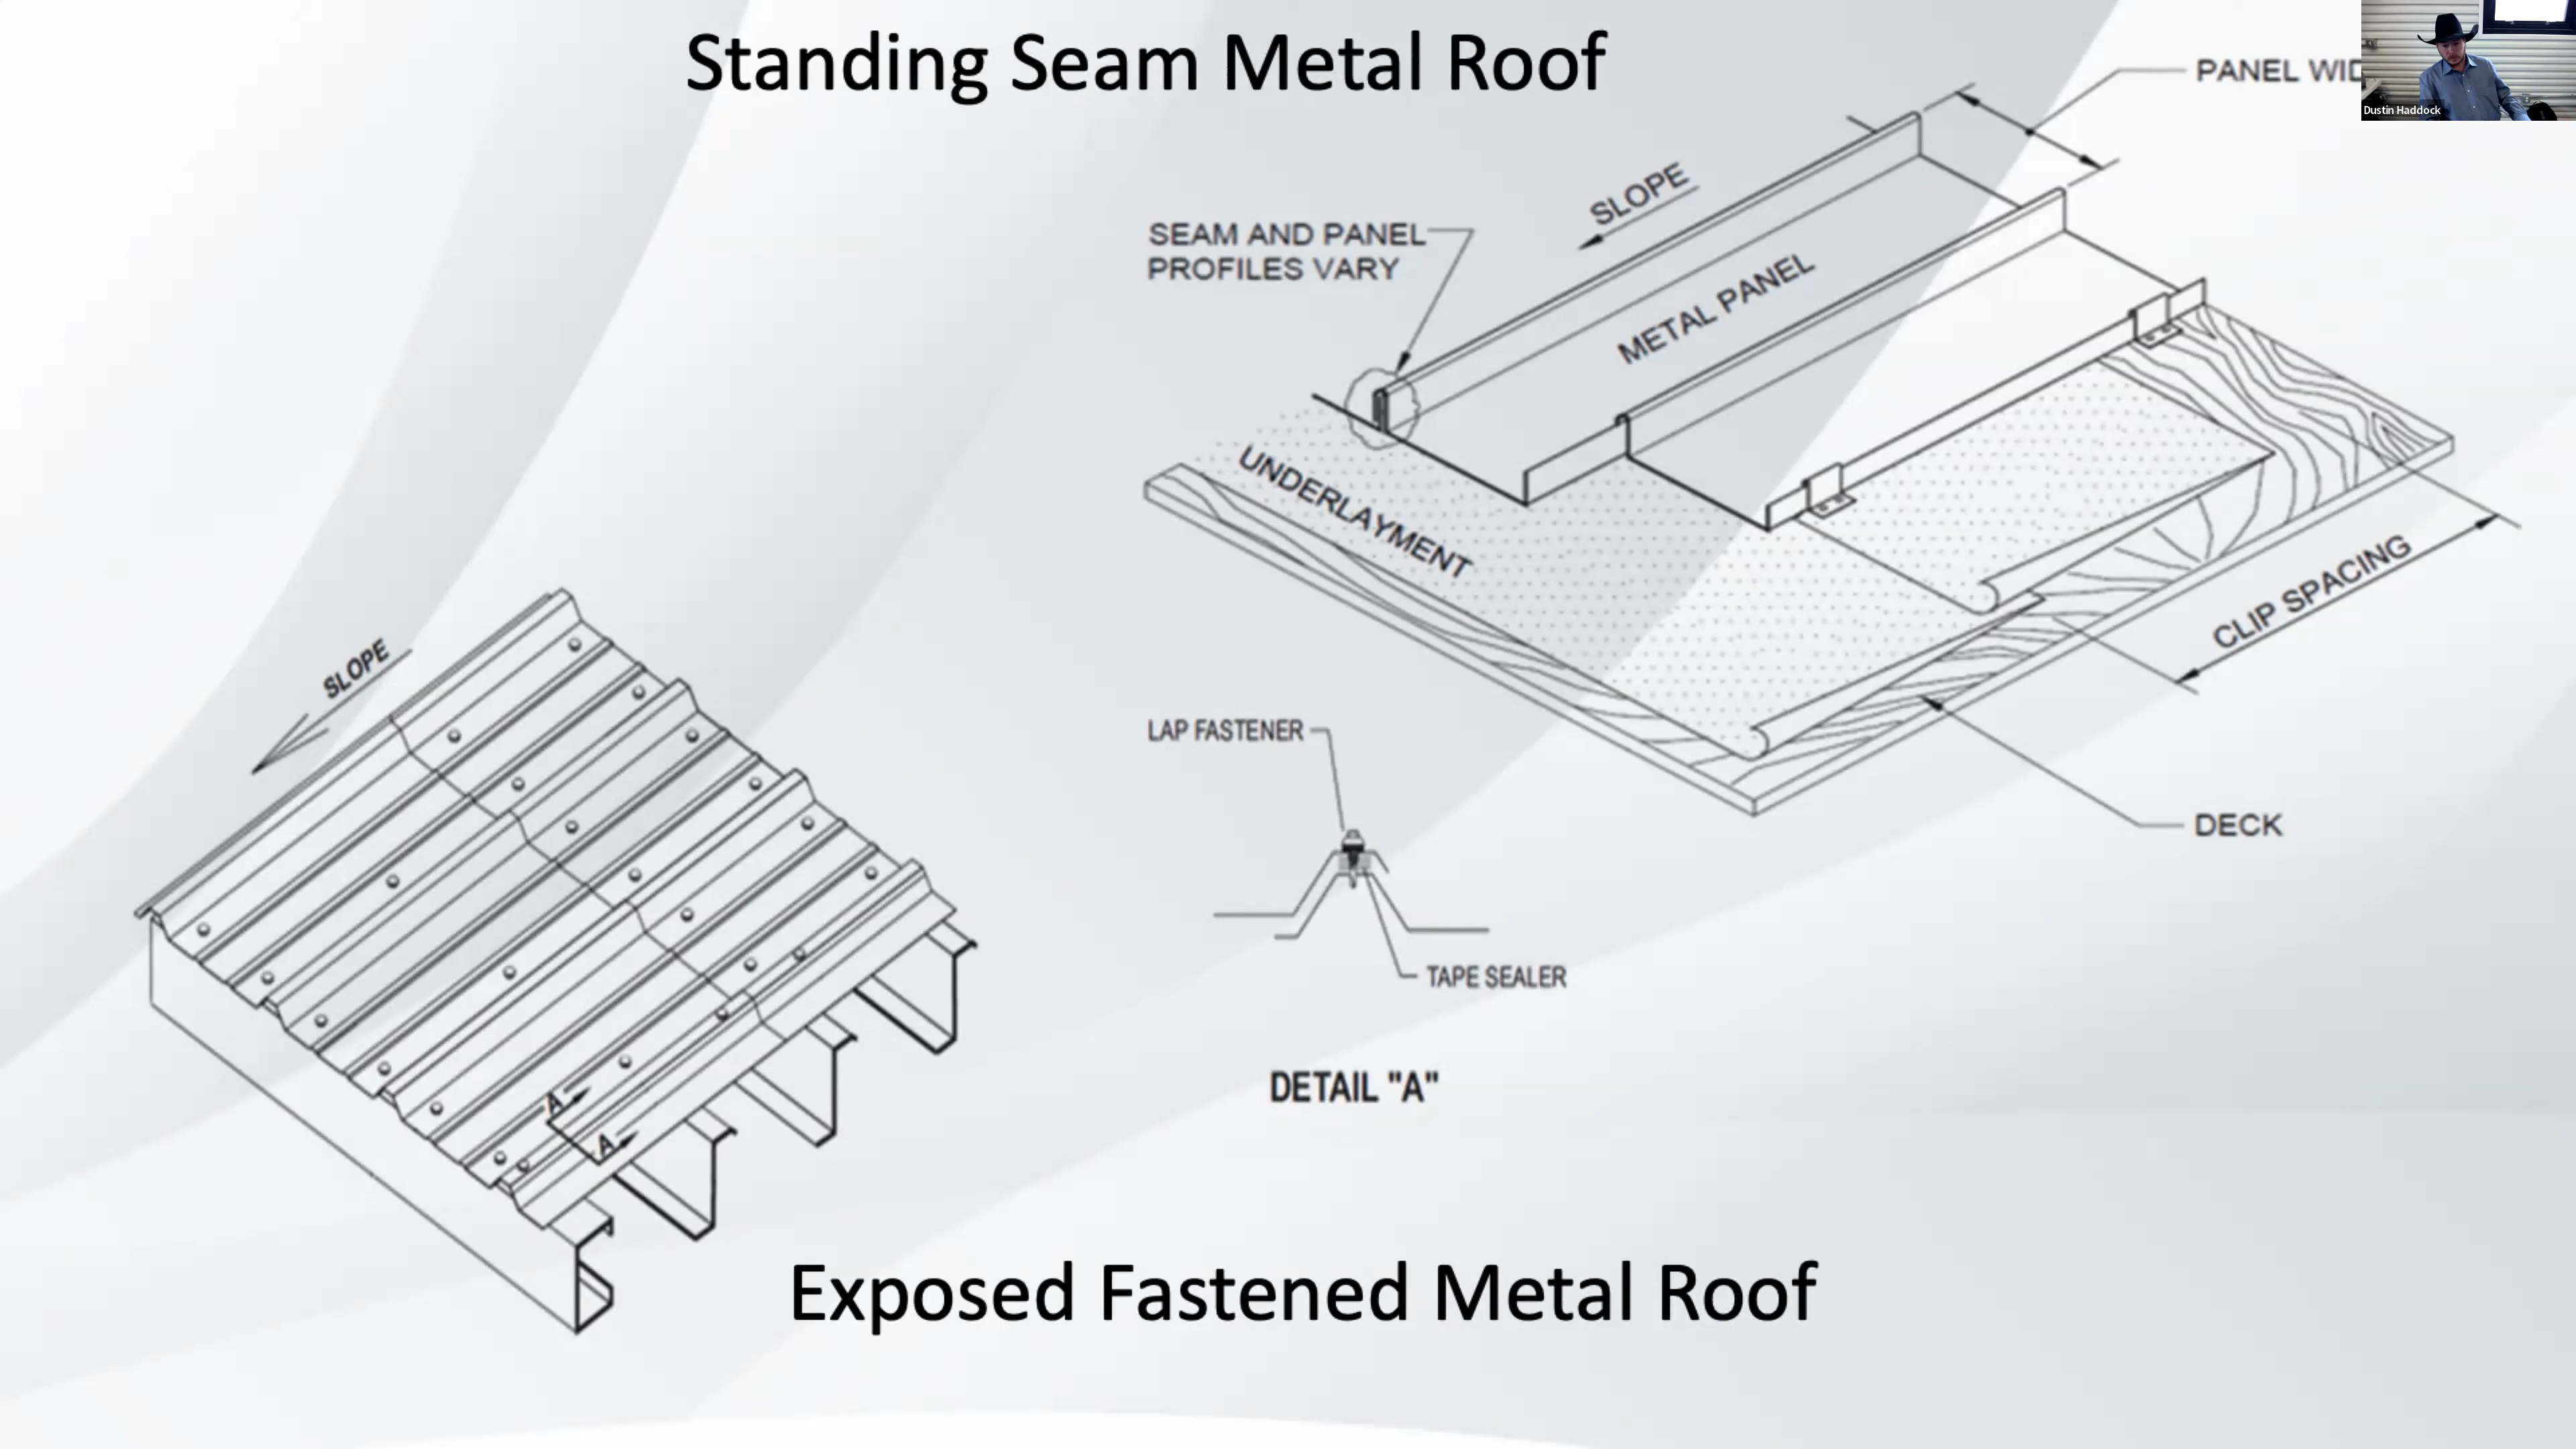 Standing Seam Metal Roof
PANEL
Dustin Haddock
SLOPE
SEAM AND PANEL
PROFILES VARY
METAL PANEL
UNDERLAYMENT
CLIP SPACING
DECK
SLOPE
LAP FASTENER
TAPE SEALER
DETAIL "A"
A
A
Exposed Fastened Metal Roof